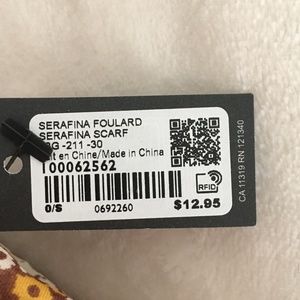 SERAFINA FOULARD
SERAFINA SCARF
-211 -30
en Chine/Made in China
100062562
RFID
O/S 0692260 $12.95
CA 11319 RN 121340